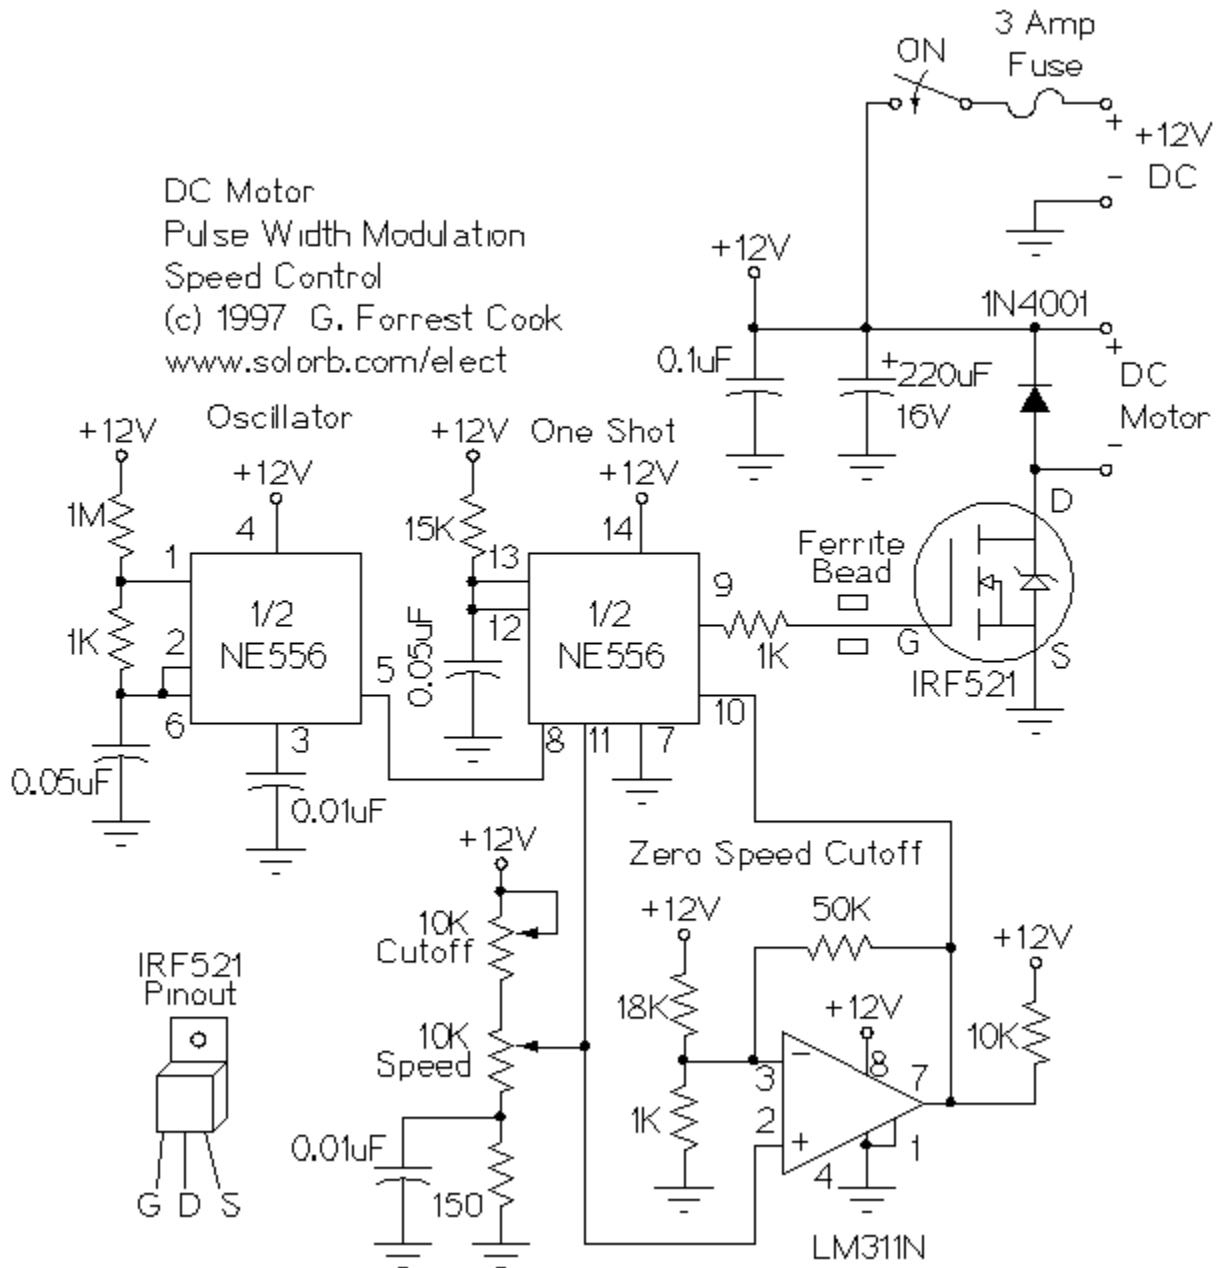 3 Amp
Fuse
ON
+
+12V
-
DC
DC Motor
Pulse Width Modulation
Speed Control
(c) 1997 G. Forrest Cook
www.solorb.com/elect
+12V
1N4001
0.1uF
+
220uF
16V
+
DC
Motor
-
Oscillator
One Shot
+12V
+12V
+12V
+12V
1M
4
15K
14
D
1
13
Ferrite
Bead
9
1/2
NE556
1/2
NE556
1K
2
12
0.05uF
5
1K
G
S
IRF521
6
3
8
11
7
10
0.05uF
0.01uF
+12V
Zero Speed Cutoff
10K
Cutoff
+12V
50K
+12V
IRF521
Pinout
18K
+12V
10K
10K
Speed
-
8
7
3
1K
2
+
1
4
0.01uF
150
G D S
LM311N